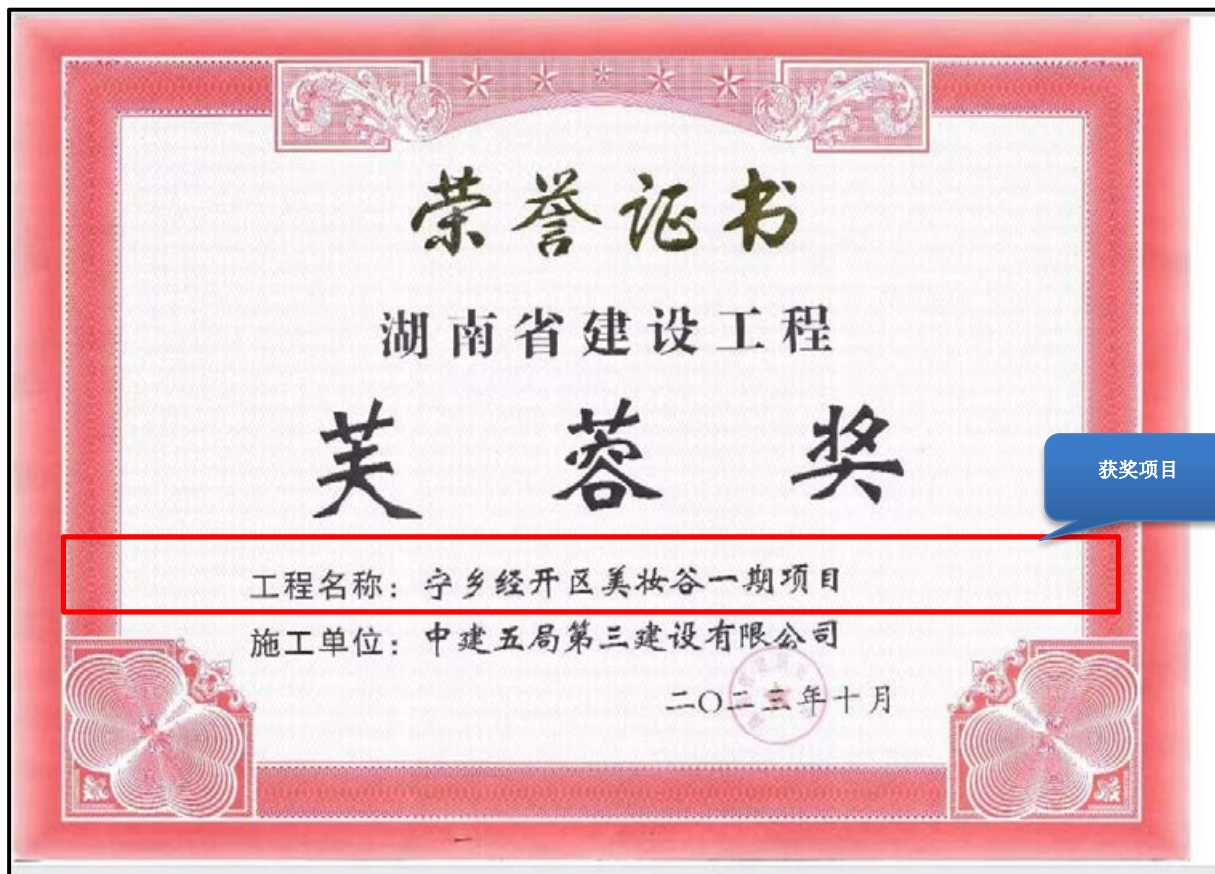 荣誉证书
湖南省建设工程
芙蓉奖
获奖项目
工程名称：宁乡经开区美妆谷一期项目
施工单位：中建五局第三建设有限公司
二〇二三年十月